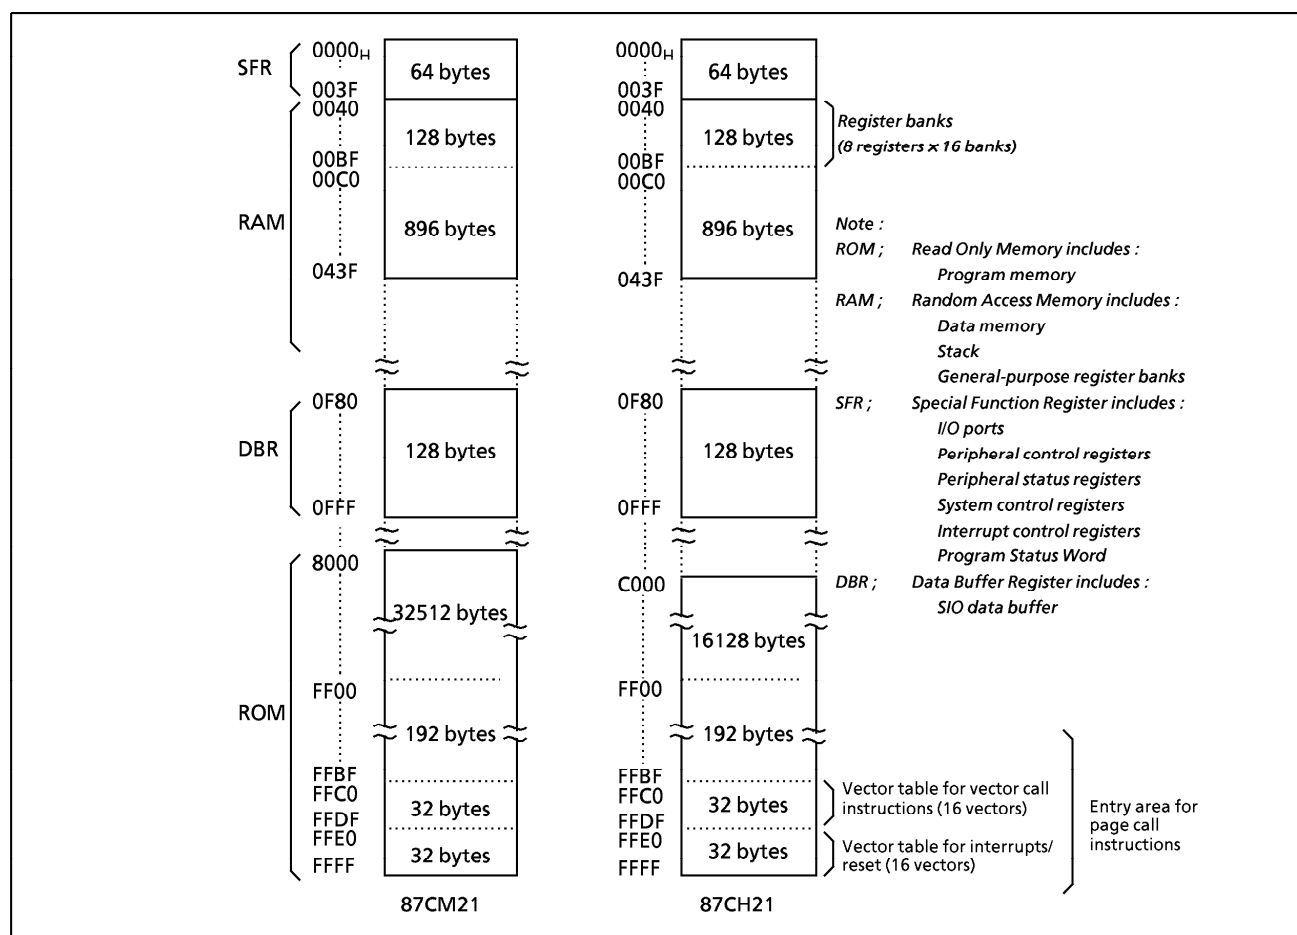 SFR
0000H
003F
64 bytes
RAM
0040
128 bytes
00BF
00C0
896 bytes
043F
DBR
0F80
128 bytes
0FFF
ROM
8000
32512 bytes
FF00
192 bytes
FFBF
FFC0
32 bytes
FFDF
FFE0
32 bytes
FFFF
87CM21
0000H
64 bytes
003F
0040
128 bytes
00BF
00C0
896 bytes
043F
0F80
128 bytes
0FFF
C000
16128 bytes
FF00
192 bytes
FFBF
FFC0
32 bytes
FFDF
FFE0
32 bytes
FFFF
87CH21
Register banks
(8 registers x 16 banks)
Note :
ROM ; Read Only Memory includes :
Program memory
RAM ; Random Access Memory includes :
Data memory
Stack
General-purpose register banks
SFR ; Special Function Register includes :
I/O ports
Peripheral control registers
Peripheral status registers
System control registers
Interrupt control registers
Program Status Word
DBR ; Data Buffer Register includes :
SIO data buffer
Vector table for vector call
instructions (16 vectors)
Vector table for interrupts/
reset (16 vectors)
Entry area for
page call
instructions